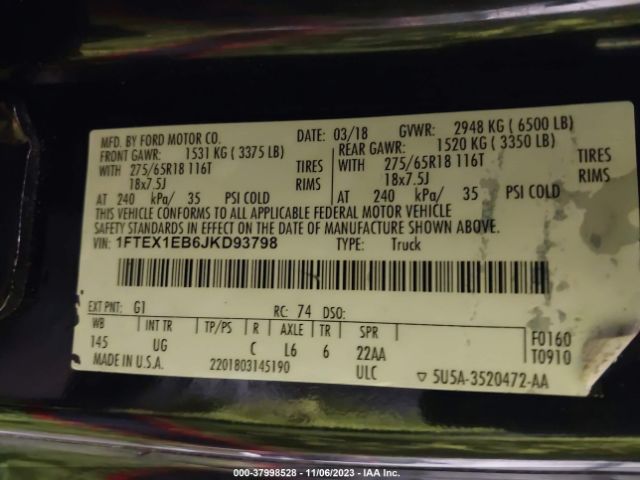 MFD. BY FORD MOTOR CO. DATE: 03/18 GVWR: 2948 KG ( 6500 LB)
FRONT GAWR: 1531 KG ( 3375 LB) REAR GAWR: 1520 KG ( 3350 LB)
WITH 275/65R18 116T TIRES WITH 275/65R18 116T TIRES
18x7.5J RIMS 18x7.5J RIMS
AT 240 kPa/ 35 PSI COLD AT 240 kPa/ 35 PSI COLD
THIS VEHICLE CONFORMS TO ALL APPLICABLE FEDERAL MOTOR VEHICLE
SAFETY STANDARDS IN EFFECT ON THE DATE OF MANUFACTURE SHOWN ABOVE.
VIN: 1FTEX1EB6JKD93798 TYPE: Truck
EXT PNT: G1 RC: 74 DSO:
WB INT TR TP/PS R AXLE TR SPR F0160
145 UG C L6 6 22AA T0910
MADE IN U.S.A. 2201803145190 ULC ▽ 5U5A-3520472-AA
000-37998528 - 11/06/2023 - IAA Inc.